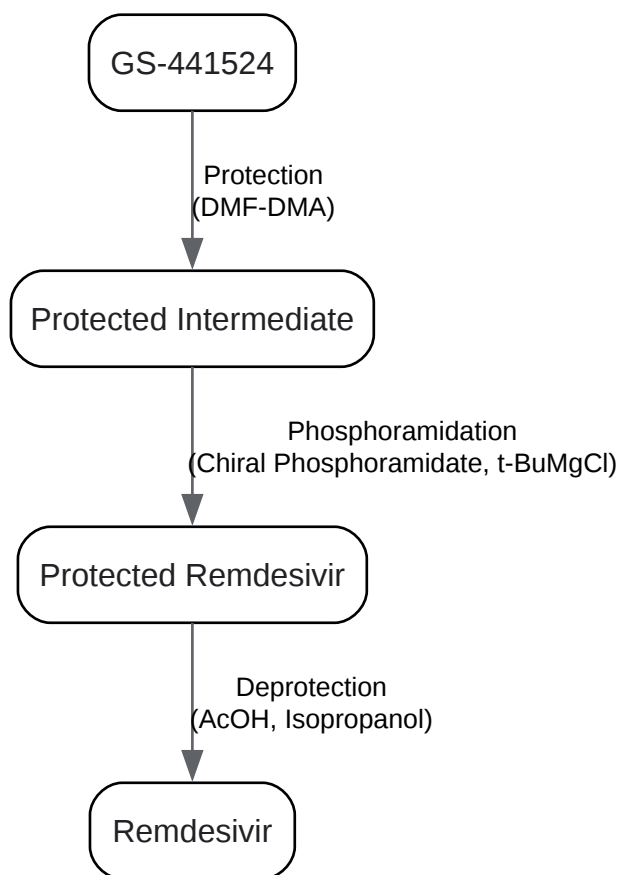 GS-441524
Protection
(DMF-DMA)
Protected Intermediate
Phosphoramidation
(Chiral Phosphoramidate, t-BuMgCl)
Protected Remdesivir
Deprotection
(AcOH, Isopropanol)
Remdesivir